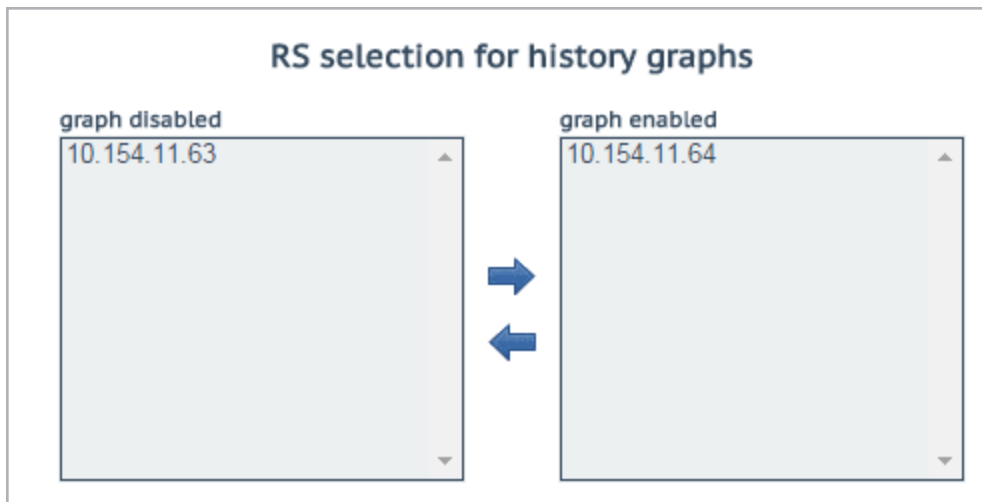 RS selection for history graphs
graph disabled
10.154.11.63
graph enabled
10.154.11.64